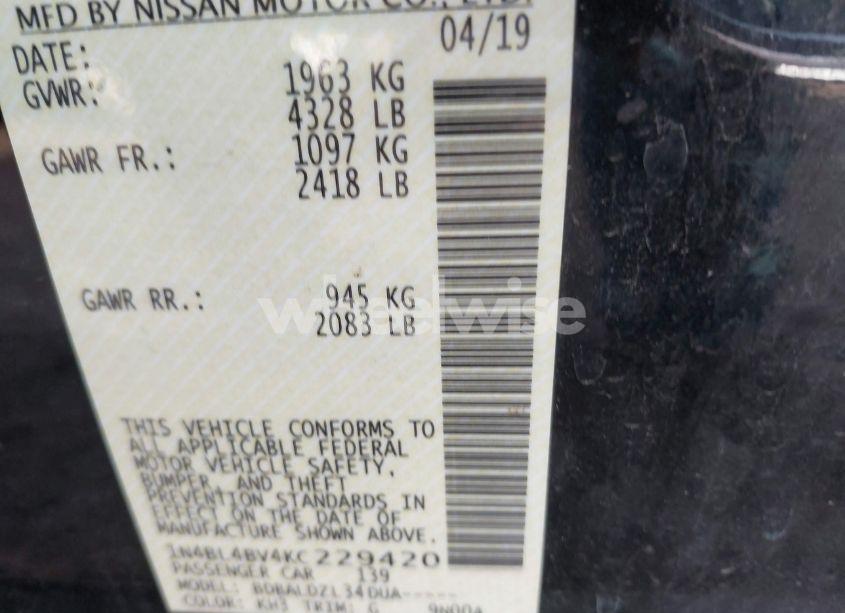 MFD BY NISSAN MOTOR CO., LTD.
DATE: 04/19
GVWR: 1963 KG
4328 LB
GAWR FR.: 1097 KG
2418 LB
GAWR RR.: 945 KG
2083 LB
wheelwise
THIS VEHICLE CONFORMS TO
ALL APPLICABLE FEDERAL
MOTOR VEHICLE SAFETY,
BUMPER, AND THEFT
PREVENTION STANDARDS IN
EFFECT ON THE DATE OF
MANUFACTURE SHOWN ABOVE.
1N4BL4BV4KC229420
PASSENGER CAR 139
MODEL: BDBALDZL34DUA-----
COLOR: KH3 TRIM: G